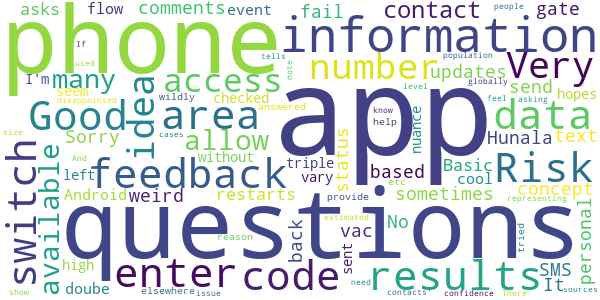 asks
flow
comments
event
fail
contact
people
gate
If
used
I'm
phone
information
tells
population
many
access
number
updates
Very
globally
note
seem
disappointed
wildly
checked
answered
level
feel
asking
send
hopes
size
Good
area
app
data
idea
cases
know
help
nuance
Hunala
text
Sorry
And
allow
status
without
triple
based
Basic
cool
Risk
feedback
left
available
switch
Android
weird
restarts
vary
etc
sometimes
concept
personal
reason
provide
No
representing
high
questions
estimated
tried
back
vac
It
SMS
doube
enter
code
sent
need
results
sources
show
elsewhere
issue
contacts
confidence
There